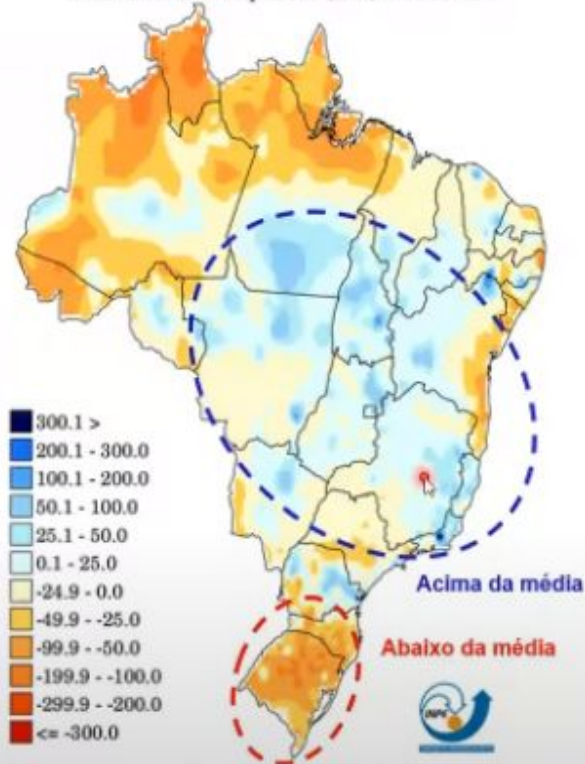 300.1 >
200.1 - 300.0
100.1 - 200.0
50.1 - 100.0
25.1 - 50.0
0.1 - 25.0
-24.9 - 0.0
-49.9 - -25.0
-99.9 - -50.0
-199.9 - -100.0
-299.9 - -200.0
<= -300.0
Acima da média
Abaixo da média
INPE